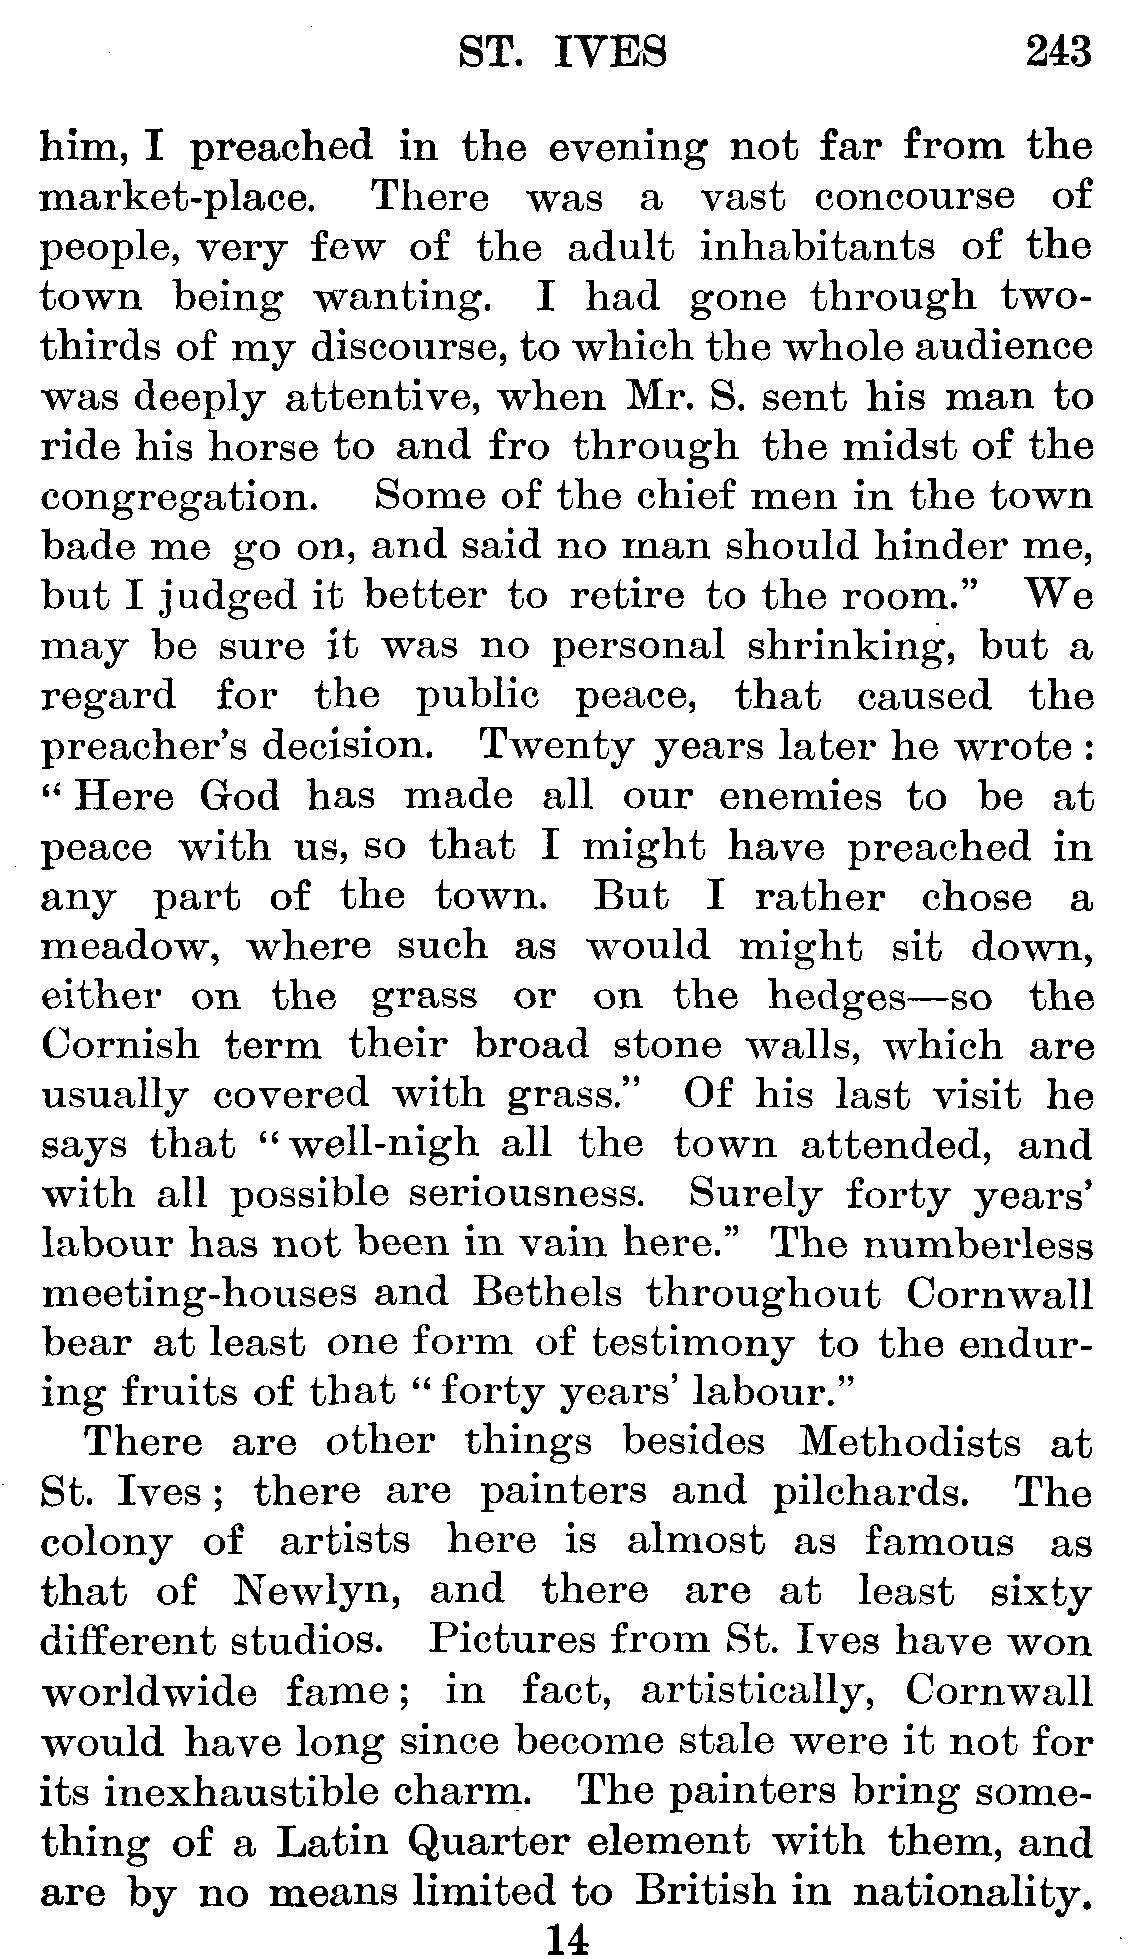 ST. IVES 243
him, I preached in the evening not far from the
market-place. There was a vast concourse of
people, very few of the adult inhabitants of the
town being wanting. I had gone through two-
thirds of my discourse, to which the whole audience
was deeply attentive, when Mr. S. sent his man to
ride his horse to and fro through the midst of the
congregation. Some of the chief men in the town
bade me go on, and said no man should hinder me,
but I judged it better to retire to the room.” We
may be sure it was no personal shrinking, but a
regard for the public peace, that caused the
preacher’s decision. Twenty years later he wrote :
“ Here God has made all our enemies to be at
peace with us, so that I might have preached in
any part of the town. But I rather chose a
meadow, where such as would might sit down,
either on the grass or on the hedges—so the
Cornish term their broad stone walls, which are
usually covered with grass.” Of his last visit he
says that “ well-nigh all the town attended, and
with all possible seriousness. Surely forty years’
labour has not been in vain here.” The numberless
meeting-houses and Bethels throughout Cornwall
bear at least one form of testimony to the endur-
ing fruits of that “ forty years’ labour.”
There are other things besides Methodists at
St. Ives ; there are painters and pilchards. The
colony of artists here is almost as famous as
that of Newlyn, and there are at least sixty
different studios. Pictures from St. Ives have won
worldwide fame ; in fact, artistically, Cornwall
would have long since become stale were it not for
its inexhaustible charm. The painters bring some-
thing of a Latin Quarter element with them, and
are by no means limited to British in nationality.
14